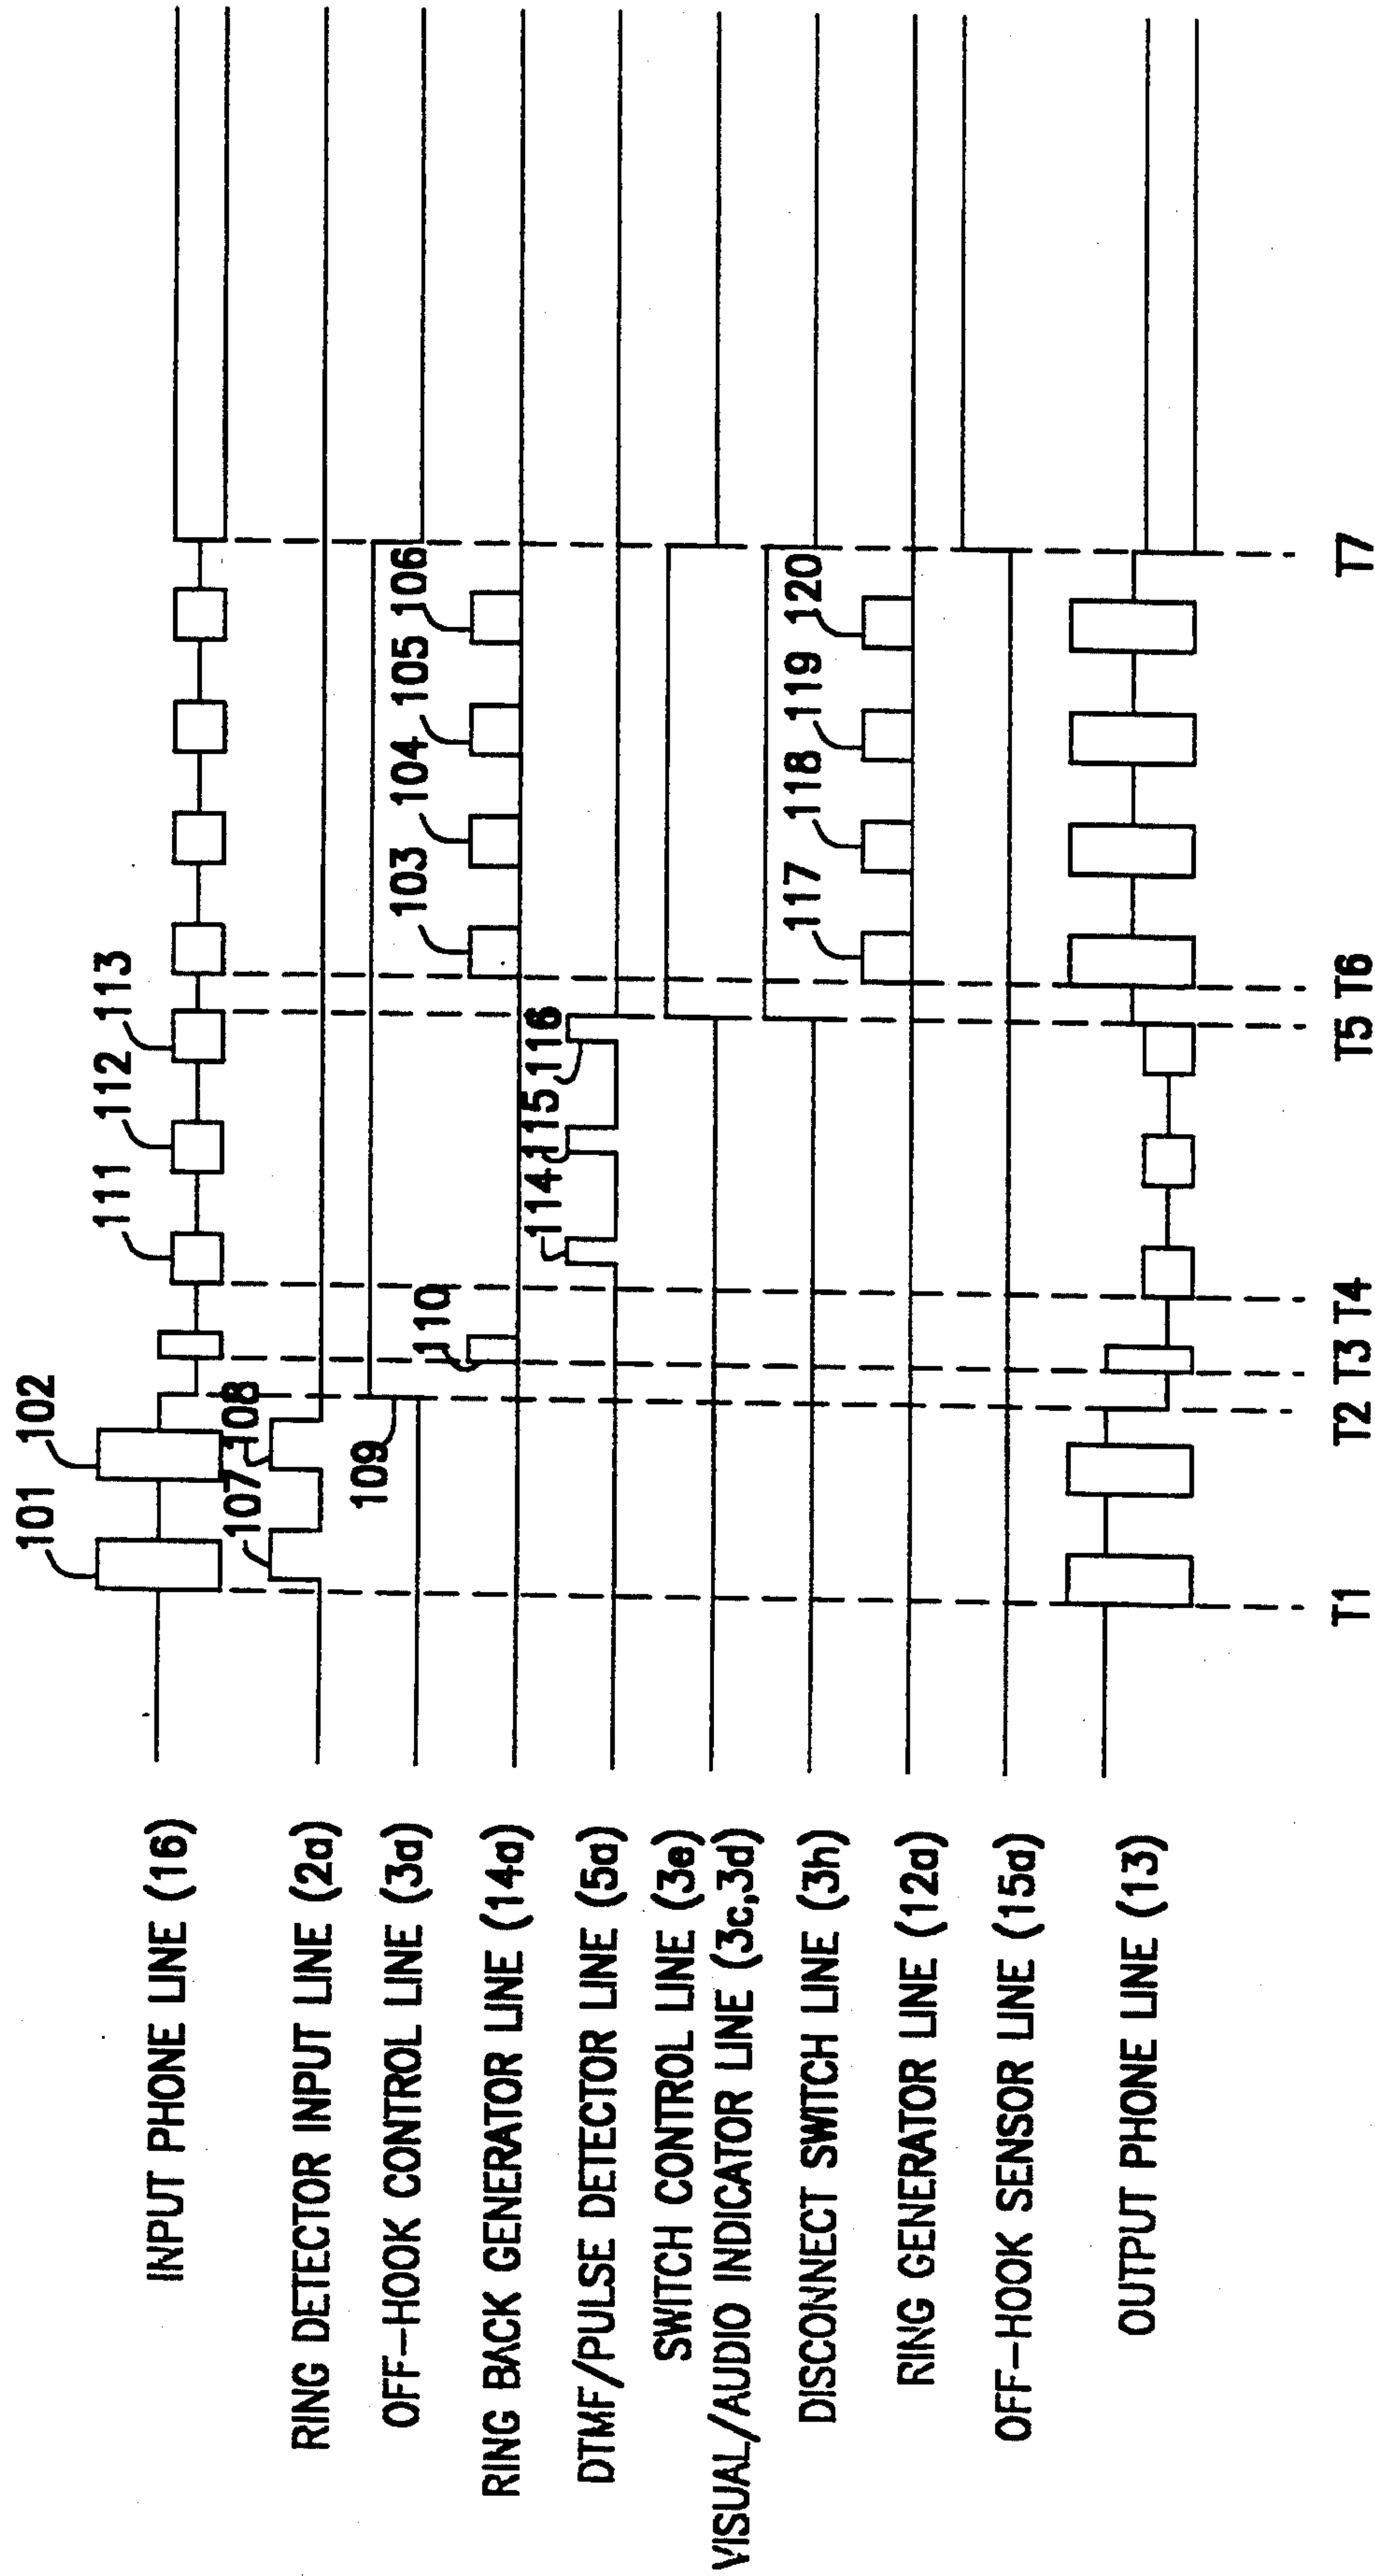 101 102 111 112 113
INPUT PHONE LINE (16)
107 108
RING DETECTOR INPUT LINE (2a)
109
OFF-HOOK CONTROL LINE (3a)
110 103 104 105 106
RING BACK GENERATOR LINE (14a)
114 115 116
DTMF/PULSE DETECTOR LINE (5a)
SWITCH CONTROL LINE (3e)
VISUAL/AUDIO INDICATOR LINE (3c,3d)
DISCONNECT SWITCH LINE (3h)
117 118 119 120
RING GENERATOR LINE (12a)
OFF-HOOK SENSOR LINE (15a)
OUTPUT PHONE LINE (13)
T1 T2 T3 T4 T5 T6 T7